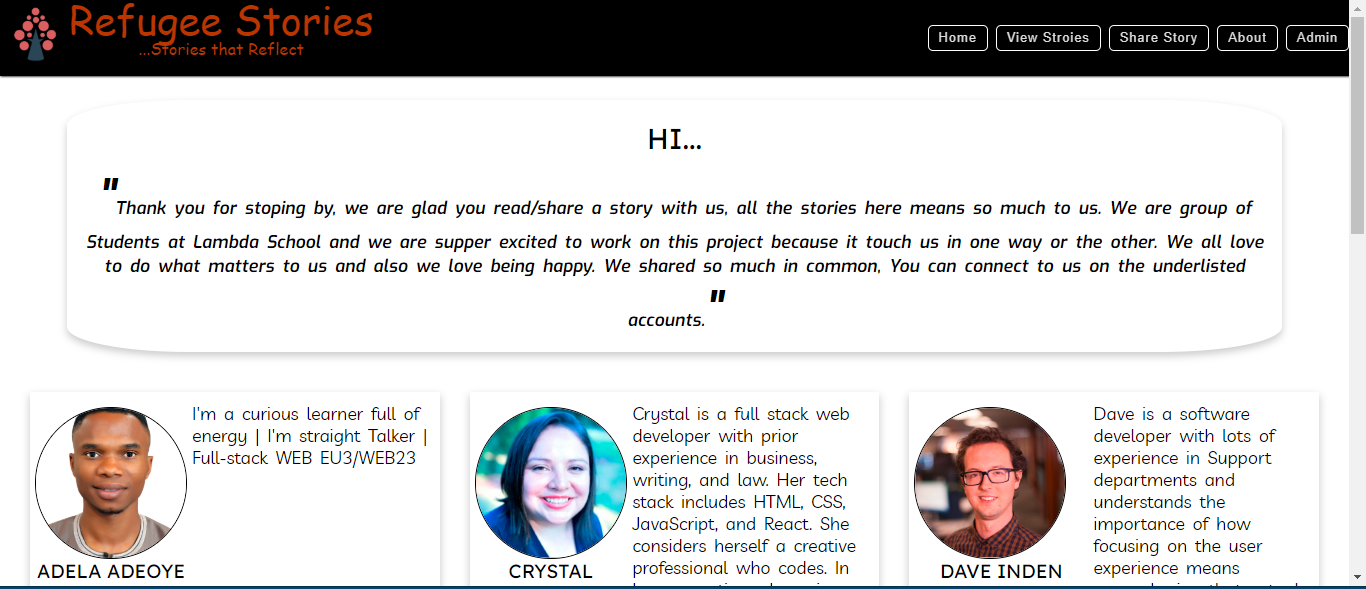 Refugee Stories
...Stories that Reflect
Home
View Stroies
Share Story
About
Admin
HI...
"Thank you for stoping by, we are glad you read/share a story with us, all the stories here means so much to us. We are group of
Students at Lambda School and we are supper excited to work on this project because it touch us in one way or the other. We all love
to do what matters to us and also we love being happy. We shared so much in common, You can connect to us on the underlisted
accounts."
I'm a curious learner full of
energy | I'm straight Talker |
Full-stack WEB EU3/WEB23
ADELA ADEOYE
Crystal is a full stack web
developer with prior
experience in business,
writing, and law. Her tech
stack includes HTML, CSS,
JavaScript, and React. She
considers herself a creative
professional who codes. In
CRYSTAL
Dave is a software
developer with lots of
experience in Support
departments and
understands the
importance of how
focusing on the user
experience means
DAVE INDEN